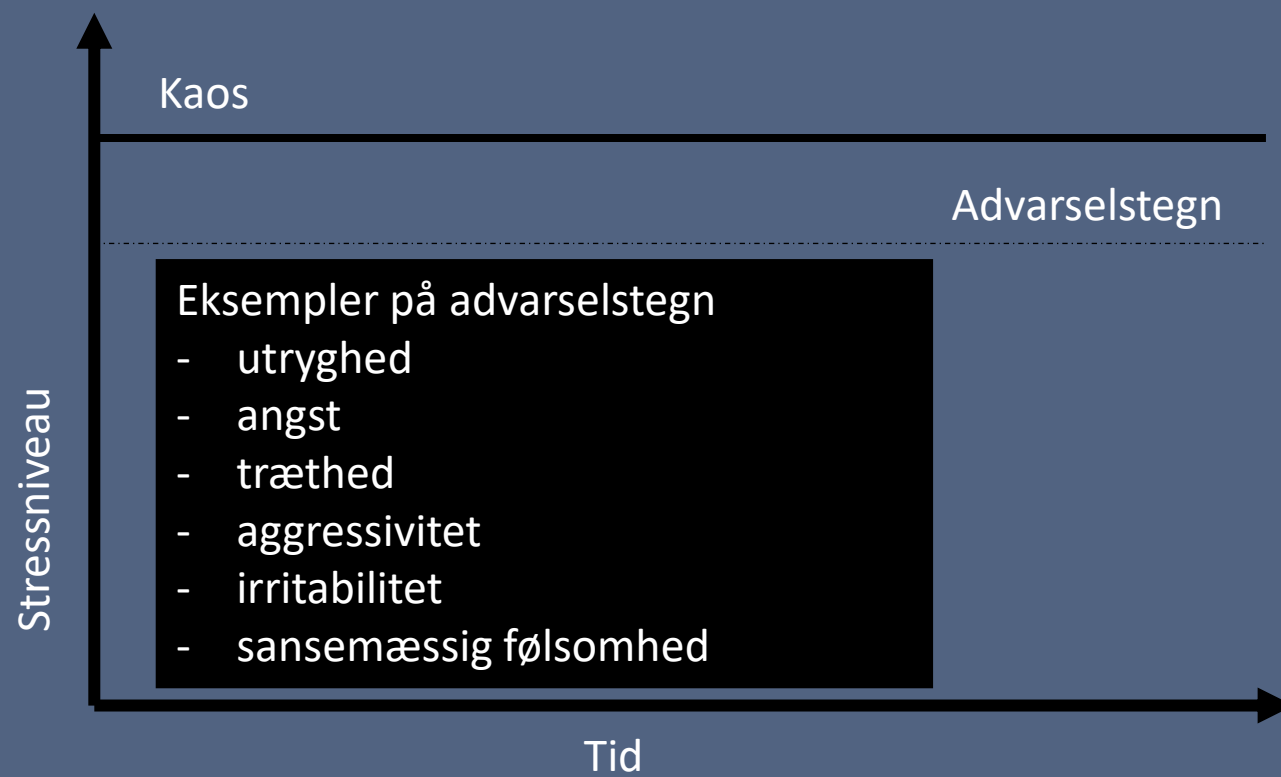 Kaos
Advarselstegn
Eksempler på advarselstegn
- utryghed
- angst
- træthed
- aggressivitet
- irritabilitet
- sansemæssig følsomhed
Stressniveau
Tid